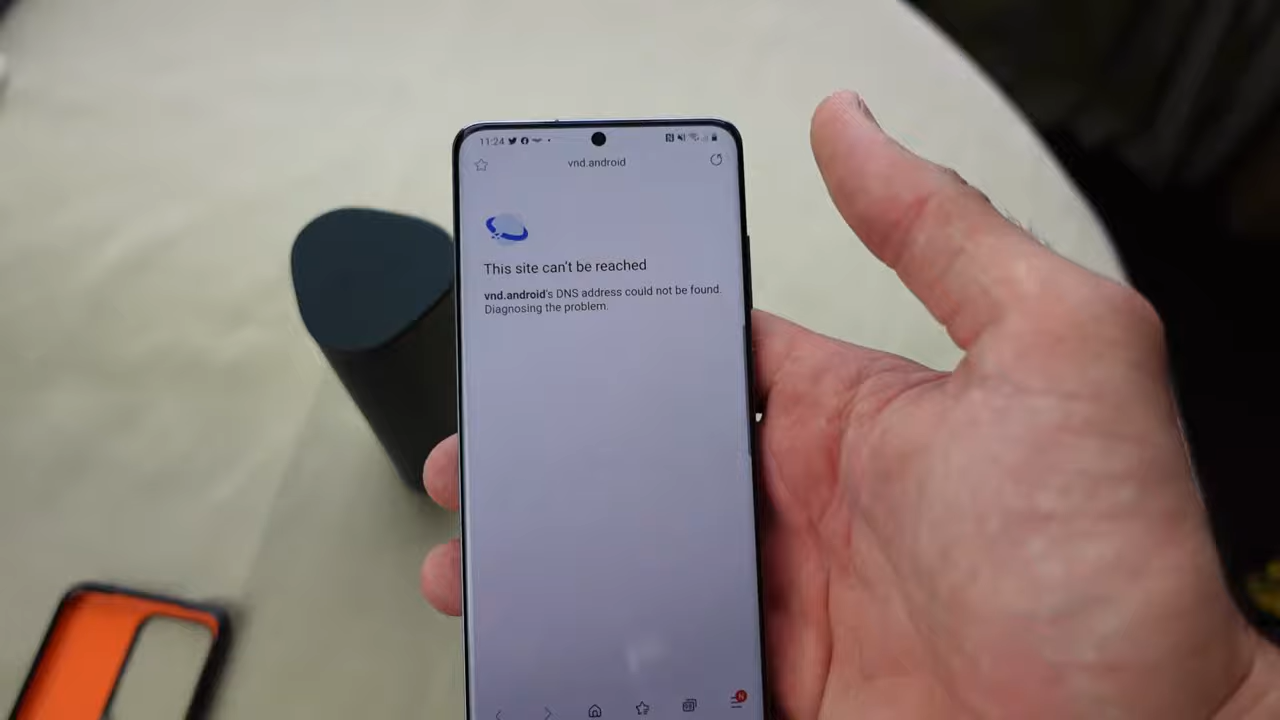 11:24
vnd.android
This site can't be reached
vnd.android's DNS address could not be found.
Diagnosing the problem.
N